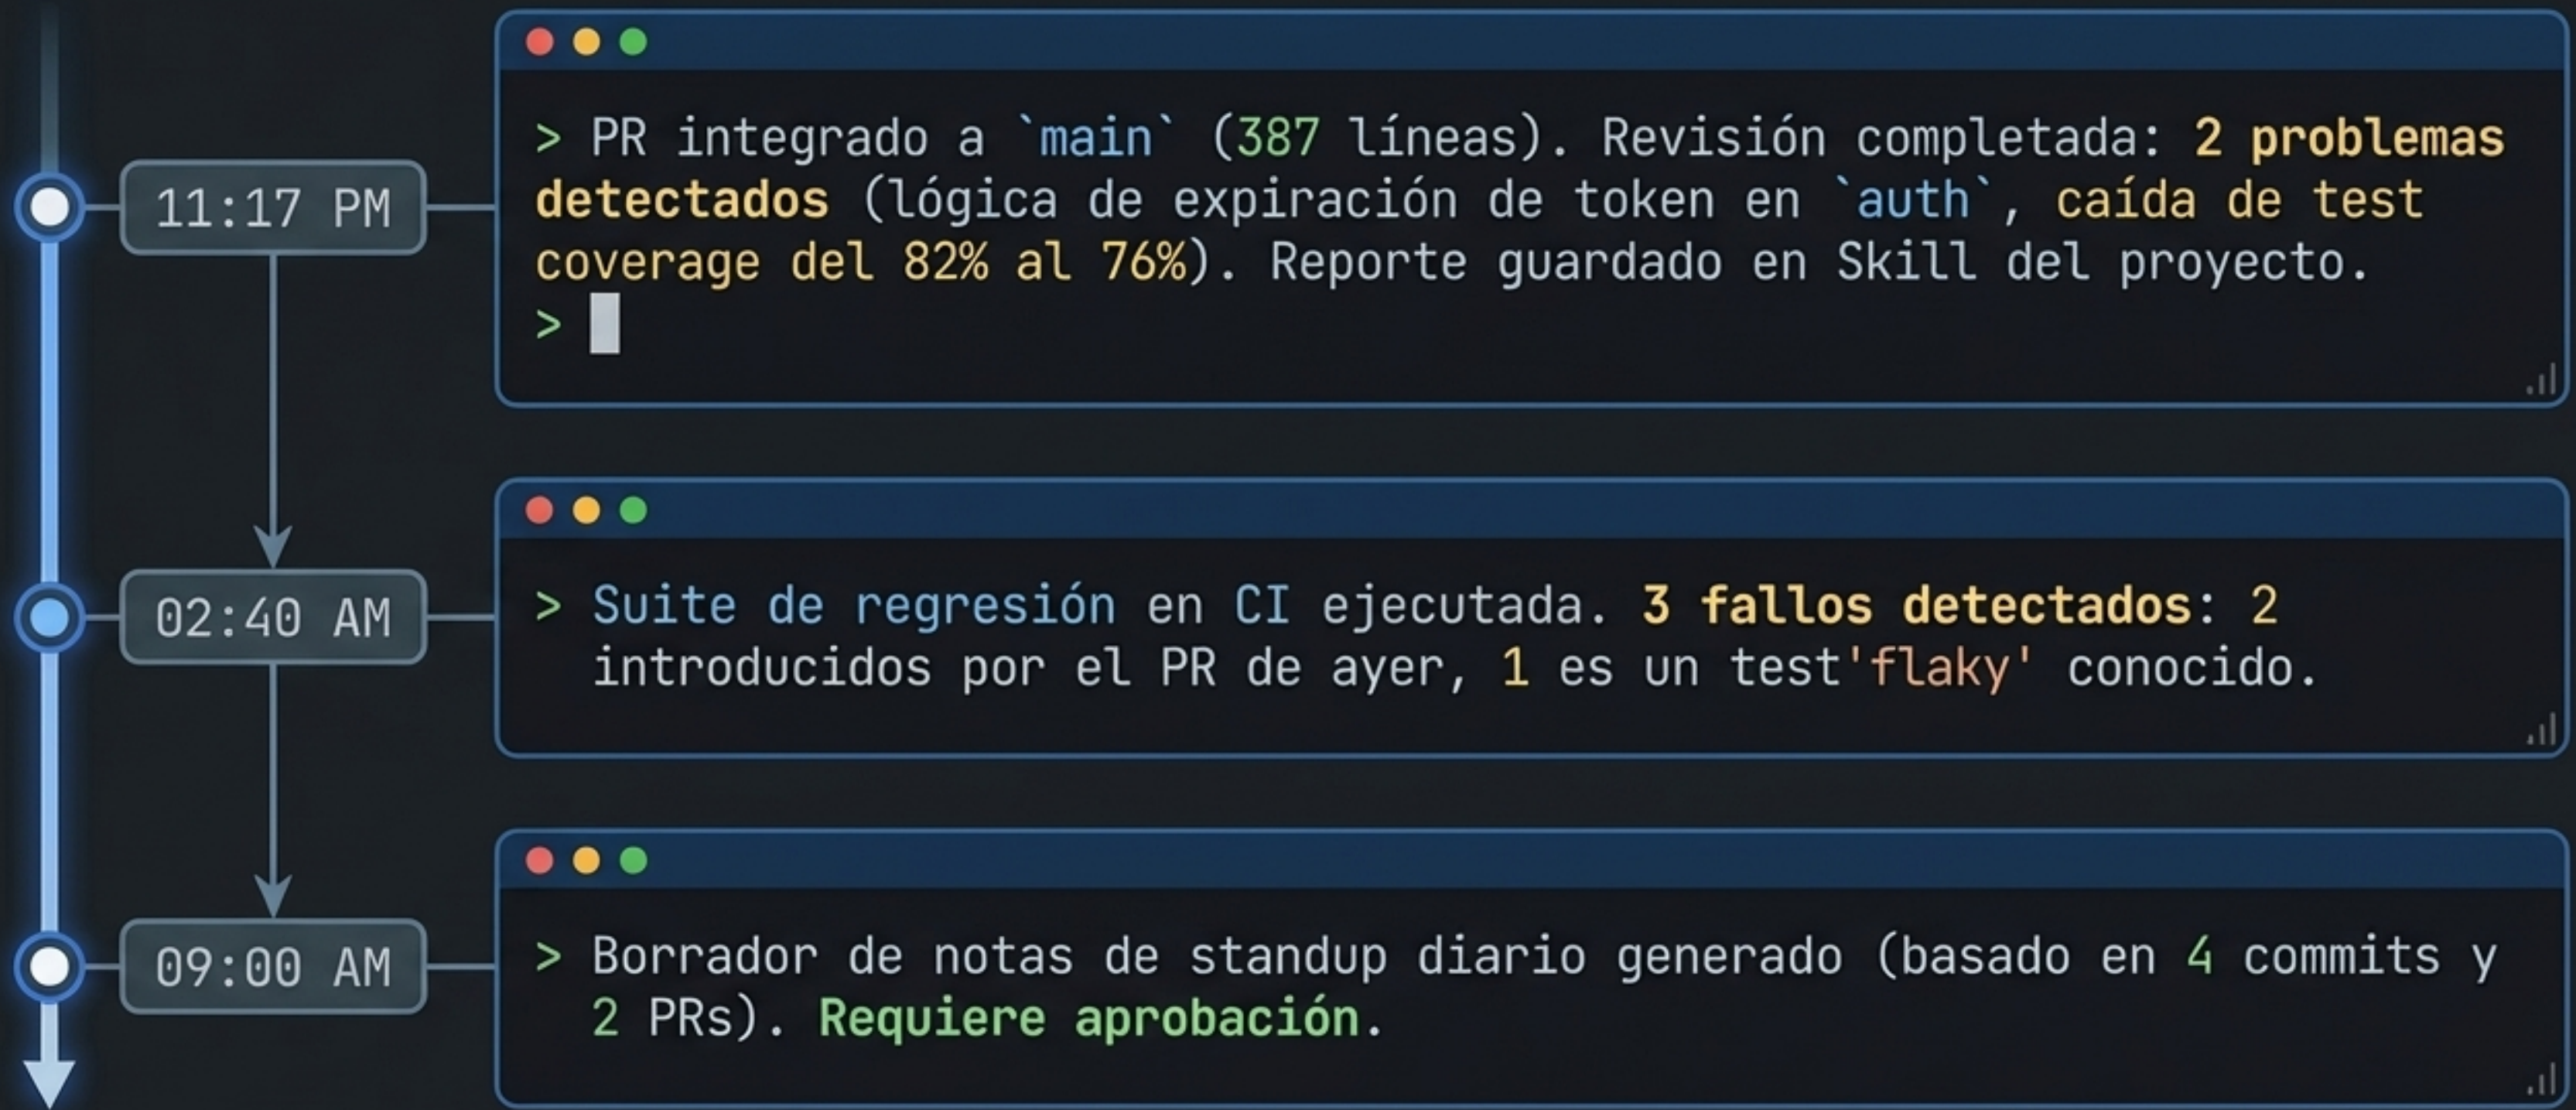 11:17 PM
> PR integrado a `main` (387 líneas). Revisión completada: 2 problemas
detectados (lógica de expiración de token en `auth`, caída de test
coverage del 82% al 76%). Reporte guardado en Skill del proyecto.
>
02:40 AM
> Suite de regresión en CI ejecutada. 3 fallos detectados: 2
introducidos por el PR de ayer, 1 es un test'flaky' conocido.
09:00 AM
> Borrador de notas de standup diario generado (basado en 4 commits y
2 PRs). Requiere aprobación.